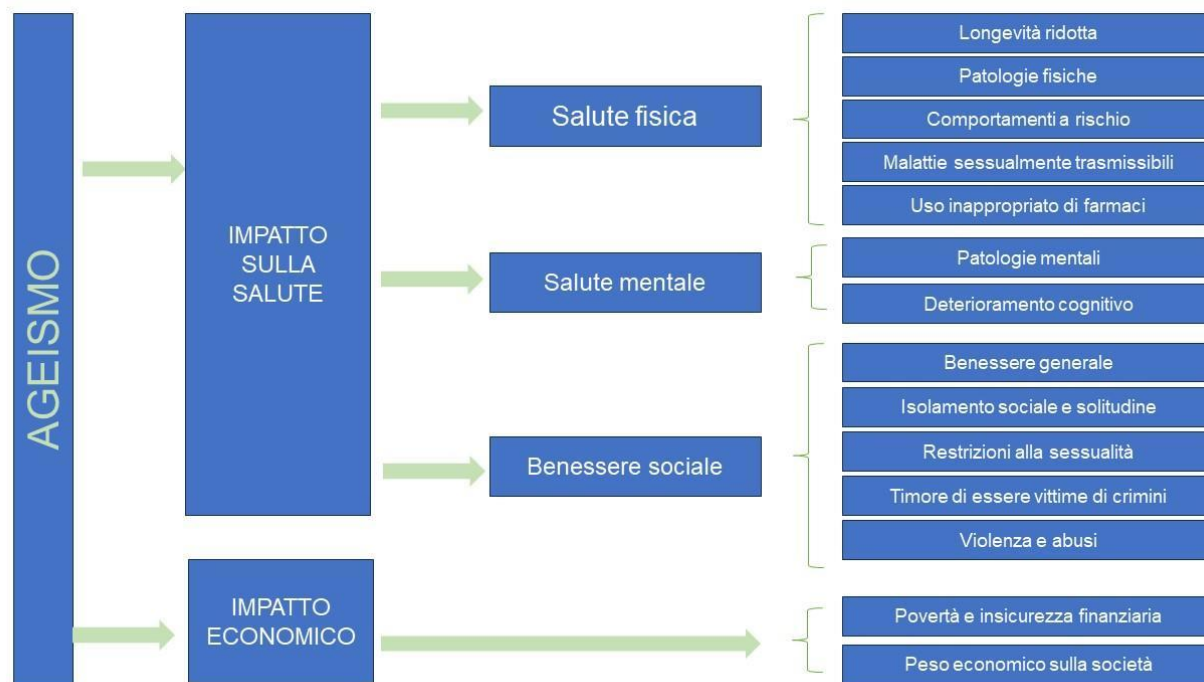 AGEISMO
IMPATTO
SULLA
SALUTE
Salute fisica
Longevità ridotta
Patologie fisiche
Comportamenti a rischio
Malattie sessualmente trasmissibili
Uso inappropriato di farmaci
Salute mentale
Patologie mentali
Deterioramento cognitivo
Benessere sociale
Benessere generale
Isolamento sociale e solitudine
Restrizioni alla sessualità
Timore di essere vittime di crimini
Violenza e abusi
IMPATTO
ECONOMICO
Povertà e insicurezza finanziaria
Peso economico sulla società